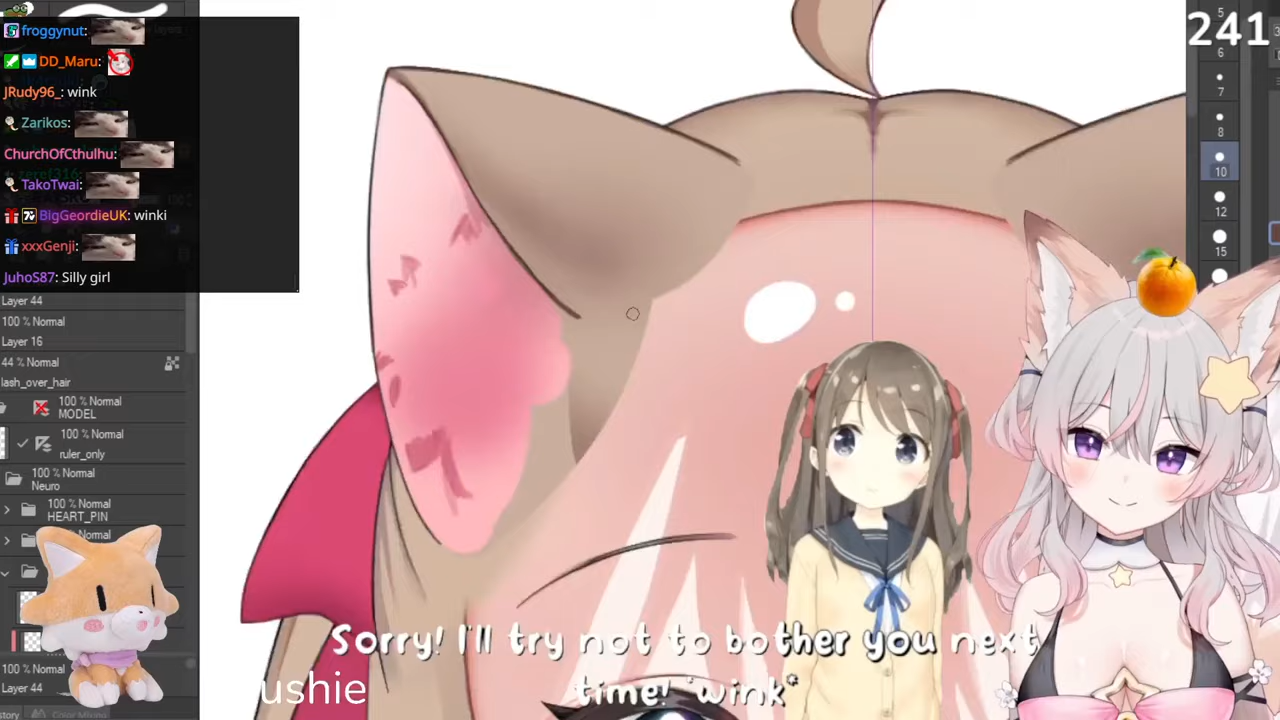 froggynut:
DD_Maru:
JRudy96_: wink
Zarikos:
ChurchOfCthulhu:
TakoTwai:
BigGeordieUK: winki
xxxGenji:
JuhoS87: Silly girl
Layer 44
100 % Normal
Layer 16
44 % Normal
lash_over_hair
100 % Normal
MODEL
100 % Normal
ruler_only
100 % Normal
Neuro
100 % Normal
HEART_PIN
Normal
100 % Normal
Layer 44
241
5
6
7
8
10
12
15
Sorry! I'll try not to bother you next
time! *wink*
ushie